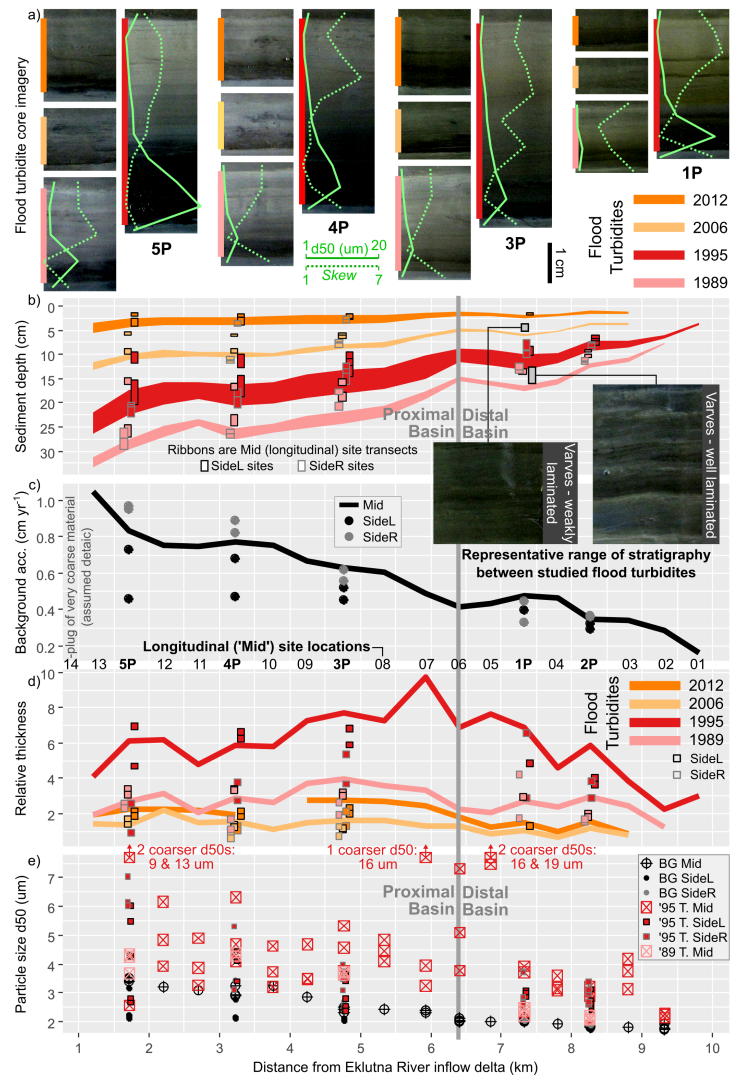 a)
Flood turbidite core imagery
5P
4P
1 d50 (um) 20
Skew
1 7
3P
1 cm
1P
Flood
Turbidites
2012
2006
1995
1989
b)
Sediment depth (cm)
0
5
10
15
20
25
30
Proximal
Basin
Distal
Basin
Ribbons are Mid (longitudinal) site transects
SideL sites
SideR sites
Varves - weakly
laminated
Varves - well laminated
Representative range of stratigraphy
between studied flood turbidites
c)
Background acc. (cm yr⁻¹)
1.0
0.8
0.6
0.4
0.2
-plug of very coarse material
(assumed detaic)
Mid
SideL
SideR
Longitudinal ('Mid') site locations
14 13 5P 12 11 4P 10 09 3P 08 07 06 05 1P 04 2P 03 02 01
d)
Relative thickness
10
8
6
4
2
Flood
Turbidites
2012
2006
1995
1989
SideL
SideR
2 coarser d50s:
9 & 13 um
1 coarser d50:
16 um
2 coarser d50s:
16 & 19 um
e)
Particle size d50 (um)
7
6
5
4
3
2
Proximal
Basin
Distal
Basin
BG Mid
BG SideL
BG SideR
'95 T. Mid
'95 T. SideL
'95 T. SideR
'89 T. Mid
1 2 3 4 5 6 7 8 9 10
Distance from Eklutna River inflow delta (km)